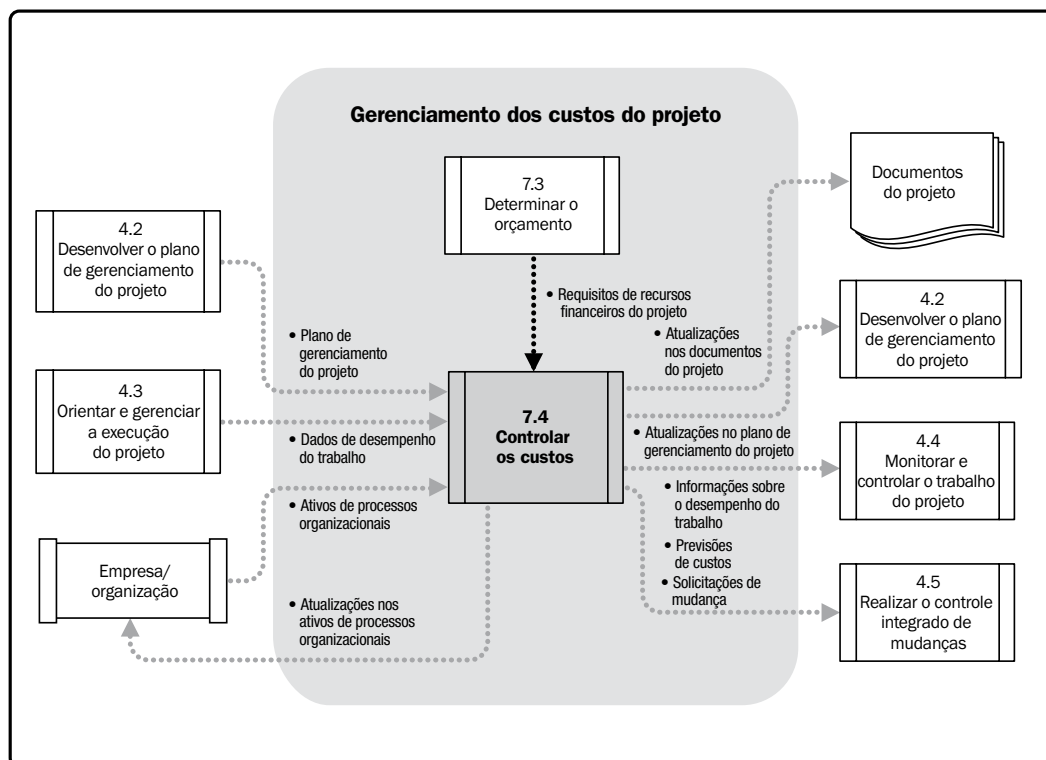 Gerenciamento dos custos do projeto
7.3
Determinar o
orçamento
Documentos
do projeto
4.2
Desenvolver o plano
de gerenciamento
do projeto
• Requisitos de recursos
financeiros do projeto
4.2
Desenvolver o plano
de gerenciamento
do projeto
• Plano de
gerenciamento
do projeto
• Atualizações
nos documentos
do projeto
4.3
Orientar e gerenciar
a execução
do projeto
7.4
Controlar
os custos
• Dados de desempenho
do trabalho
• Atualizações no plano de
gerenciamento do projeto
4.4
Monitorar e
controlar o trabalho
do projeto
• Ativos de processos
organizacionais
• Informações sobre
o desempenho do
trabalho
• Previsões
de custos
• Solicitações de
mudança
Empresa/
organização
• Atualizações nos
ativos de processos
organizacionais
4.5
Realizar o controle
integrado de
mudanças